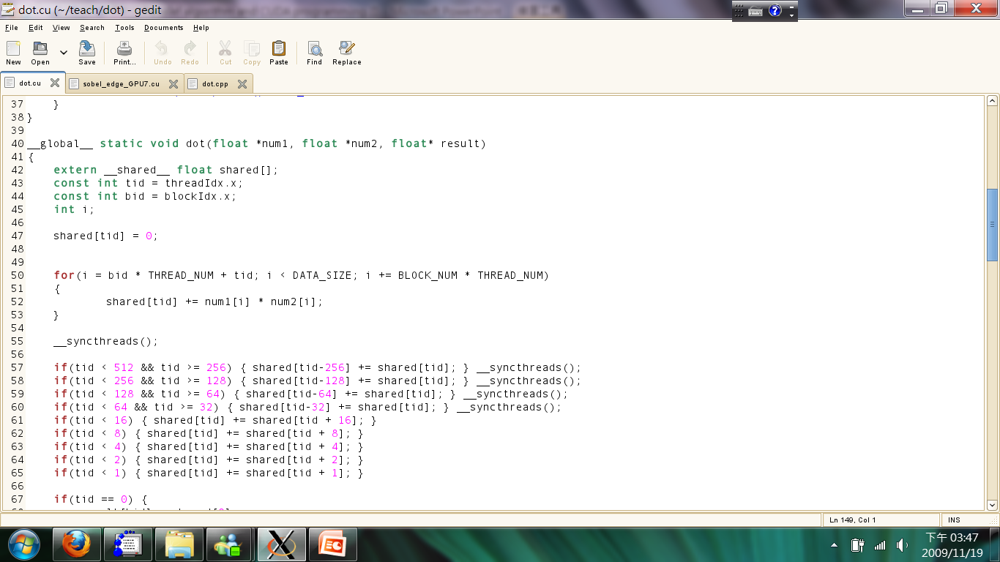 dot.cu (~/teach/dot) - gedit
File Edit View Search Tools Documents Help
New Open Save Print... Undo Redo Cut Copy Paste Find Replace
dot.cu sobel_edge_GPU7.cu dot.cpp
37     }
38 }
39
40 __global__ static void dot(float *num1, float *num2, float* result)
41 {
42     extern __shared__ float shared[];
43     const int tid = threadIdx.x;
44     const int bid = blockIdx.x;
45     int i;
46
47     shared[tid] = 0;
48
49
50     for(i = bid * THREAD_NUM + tid; i < DATA_SIZE; i += BLOCK_NUM * THREAD_NUM)
51     {
52             shared[tid] += num1[i] * num2[i];
53     }
54
55     __syncthreads();
56
57     if(tid < 512 && tid >= 256) { shared[tid-256] += shared[tid]; } __syncthreads();
58     if(tid < 256 && tid >= 128) { shared[tid-128] += shared[tid]; } __syncthreads();
59     if(tid < 128 && tid >= 64) { shared[tid-64] += shared[tid]; } __syncthreads();
60     if(tid < 64 && tid >= 32) { shared[tid-32] += shared[tid]; } __syncthreads();
61     if(tid < 16) { shared[tid] += shared[tid + 16]; }
62     if(tid < 8) { shared[tid] += shared[tid + 8]; }
63     if(tid < 4) { shared[tid] += shared[tid + 4]; }
64     if(tid < 2) { shared[tid] += shared[tid + 2]; }
65     if(tid < 1) { shared[tid] += shared[tid + 1]; }
66
67     if(tid == 0) {
Ln 149, Col 1 INS
下午 03:47
2009/11/19